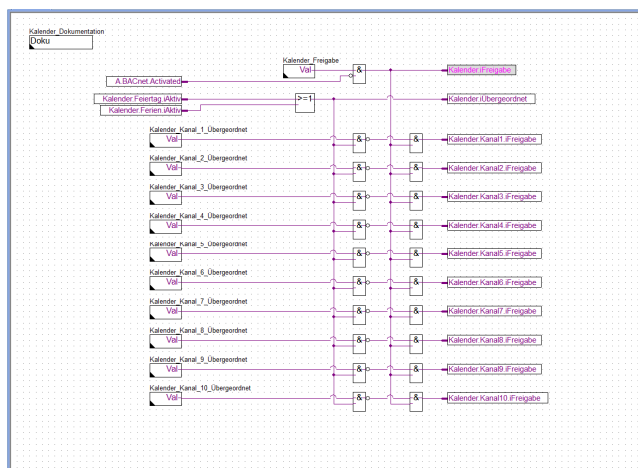 Kalender_Dokumentation
Doku
Kalender_Freigabe
Val & Kalender.iFreigabe
A.BACnet.Activated
Kalender.Feiertag.iAktiv >=1 Kalender.iÜbergeordnet
Kalender.Ferien.iAktiv
Kalender_Kanal_1_Übergeordnet
Val & & Kalender.Kanal1.iFreigabe
Kalender_Kanal_2_Übergeordnet
Val & & Kalender.Kanal2.iFreigabe
Kalender_Kanal_3_Übergeordnet
Val & & Kalender.Kanal3.iFreigabe
Kalender_Kanal_4_Übergeordnet
Val & & Kalender.Kanal4.iFreigabe
Kalender_Kanal_5_Übergeordnet
Val & & Kalender.Kanal5.iFreigabe
Kalender_Kanal_6_Übergeordnet
Val & & Kalender.Kanal6.iFreigabe
Kalender_Kanal_7_Übergeordnet
Val & & Kalender.Kanal7.iFreigabe
Kalender_Kanal_8_Übergeordnet
Val & & Kalender.Kanal8.iFreigabe
Kalender_Kanal_9_Übergeordnet
Val & & Kalender.Kanal9.iFreigabe
Kalender_Kanal_10_Übergeordnet
Val & & Kalender.Kanal10.iFreigabe